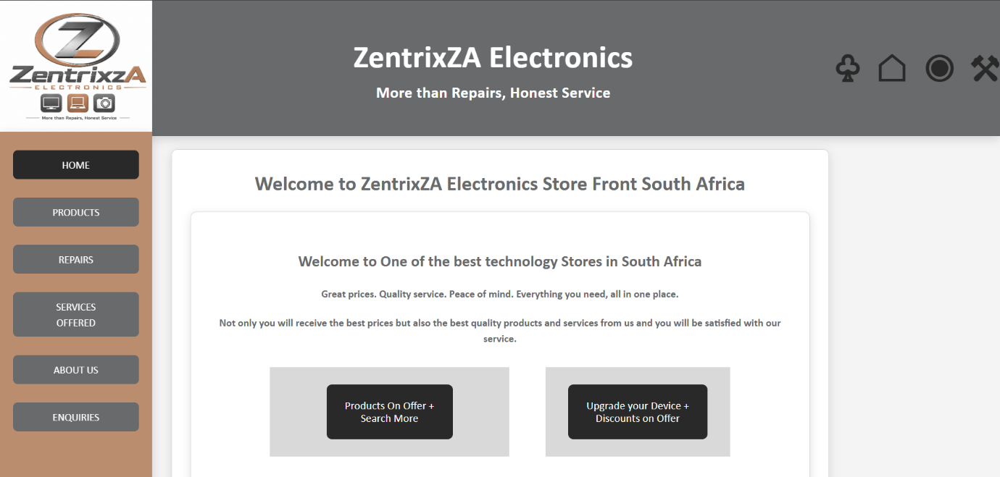 ZentrixzA
ELECTRONICS
More than Repairs, Honest Service
ZentrixZA Electronics
More than Repairs, Honest Service
HOME
PRODUCTS
REPAIRS
SERVICES
OFFERED
ABOUT US
ENQUIRIES
Welcome to ZentrixZA Electronics Store Front South Africa
Welcome to One of the best technology Stores in South Africa
Great prices. Quality service. Peace of mind. Everything you need, all in one place.
Not only you will receive the best prices but also the best quality products and services from us and you will be satisfied with our
service.
Products On Offer +
Search More
Upgrade your Device +
Discounts on Offer